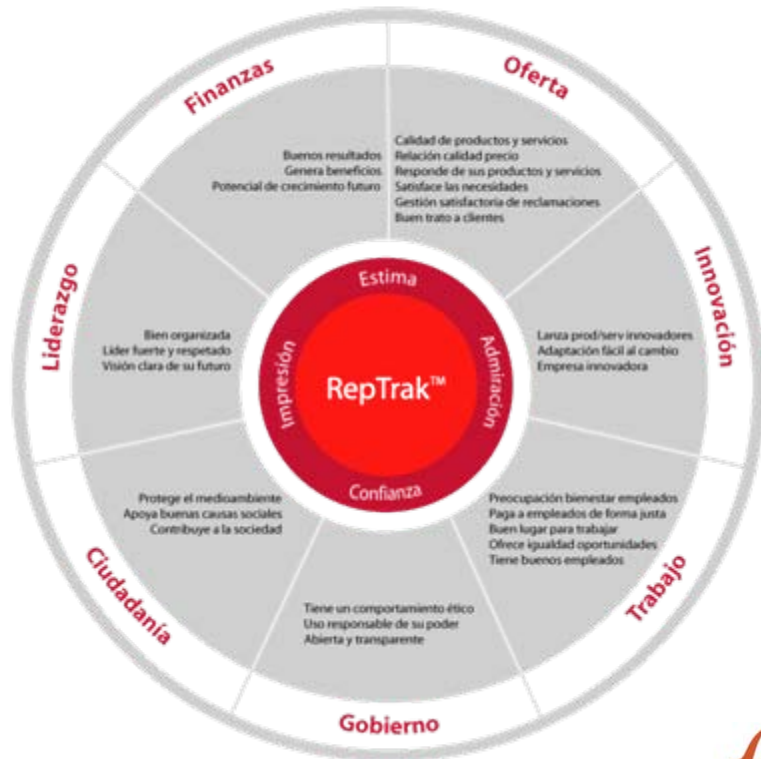 Finanzas
Buenos resultados
Genera beneficios
Potencial de crecimiento futuro
Oferta
Calidad de productos y servicios
Relación calidad precio
Responde de sus productos y servicios
Satisface las necesidades
Gestión satisfactoria de reclamaciones
Buen trato a clientes
Innovación
Lanza prod/serv innovadores
Adaptación fácil al cambio
Empresa innovadora
Trabajo
Preocupación bienestar empleados
Paga a empleados de forma justa
Buen lugar para trabajar
Ofrece igualdad oportunidades
Tiene buenos empleados
Gobierno
Tiene un comportamiento ético
Uso responsable de su poder
Abierta y transparente
Ciudadanía
Protege el medioambiente
Apoya buenas causas sociales
Contribuye a la sociedad
Liderazgo
Bien organizada
Líder fuerte y respetado
Visión clara de su futuro
Estima
Admiración
Confianza
Impresión
RepTrak™